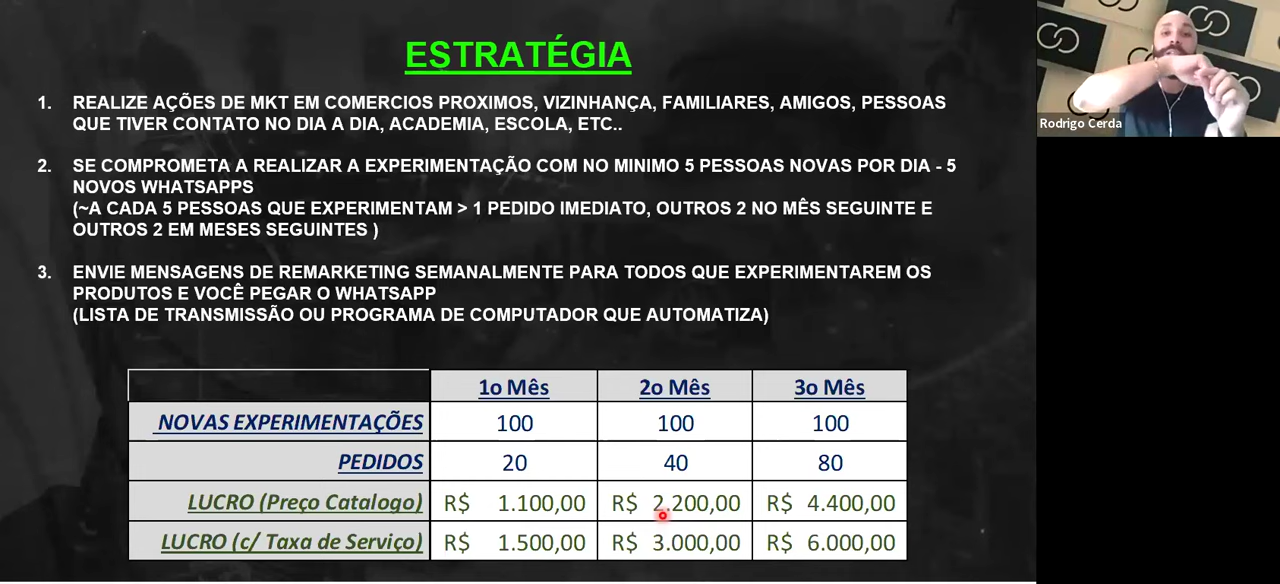 ESTRATÉGIA
1. REALIZE AÇÕES DE MKT EM COMERCIOS PROXIMOS, VIZINHANÇA, FAMILIARES, AMIGOS, PESSOAS
QUE TIVER CONTATO NO DIA A DIA, ACADEMIA, ESCOLA, ETC..
2. SE COMPROMETA A REALIZAR A EXPERIMENTAÇÃO COM NO MINIMO 5 PESSOAS NOVAS POR DIA - 5
NOVOS WHATSAPPS
(~A CADA 5 PESSOAS QUE EXPERIMENTAM > 1 PEDIDO IMEDIATO, OUTROS 2 NO MÊS SEGUINTE E
OUTROS 2 EM MESES SEGUINTES )
3. ENVIE MENSAGENS DE REMARKETING SEMANALMENTE PARA TODOS QUE EXPERIMENTAREM OS
PRODUTOS E VOCÊ PEGAR O WHATSAPP
(LISTA DE TRANSMISSÃO OU PROGRAMA DE COMPUTADOR QUE AUTOMATIZA)
1o Mês 2o Mês 3o Mês
NOVAS EXPERIMENTAÇÕES 100 100 100
PEDIDOS 20 40 80
LUCRO (Preço Catalogo) R$ 1.100,00 R$ 2.200,00 R$ 4.400,00
LUCRO (c/ Taxa de Serviço) R$ 1.500,00 R$ 3.000,00 R$ 6.000,00
Rodrigo Cerda